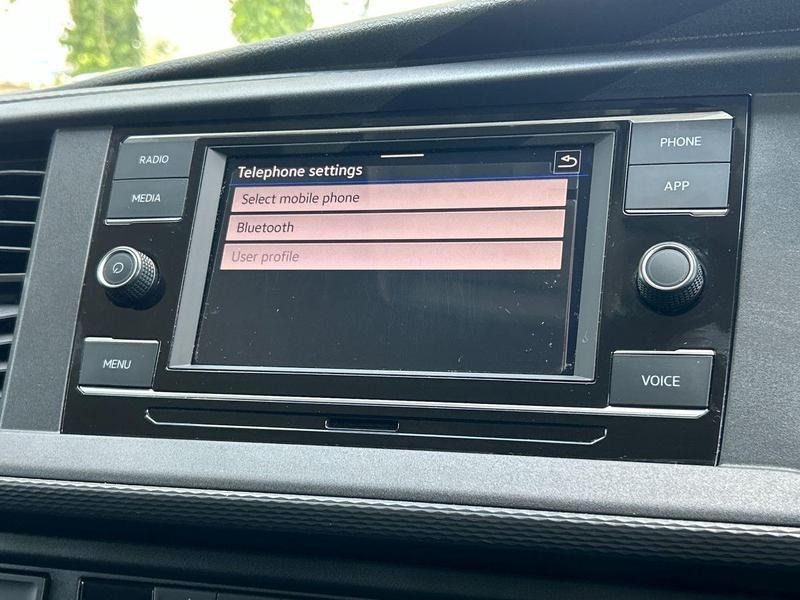 RADIO
MEDIA
MENU
Telephone settings
Select mobile phone
Bluetooth
User profile
PHONE
APP
VOICE